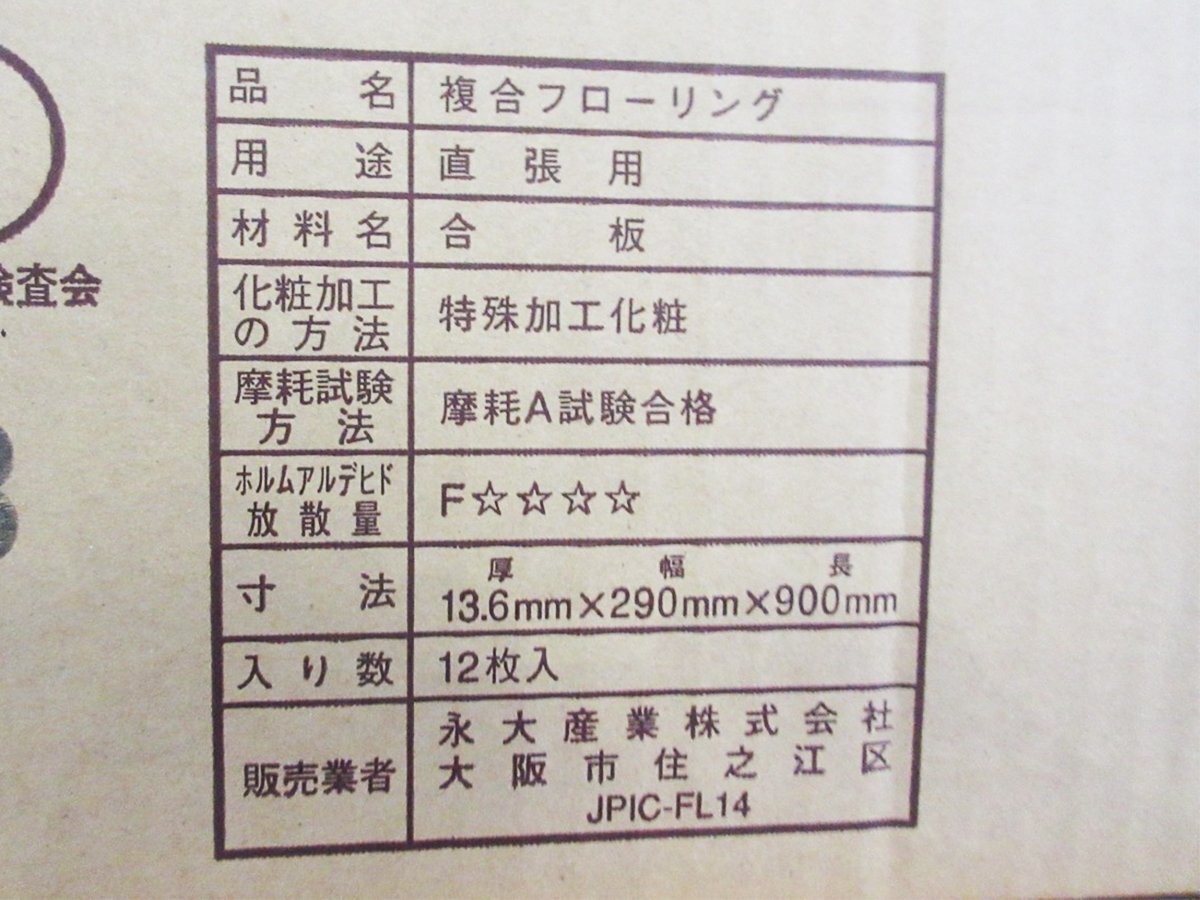 検査会
品名 複合フローリング
用途 直張用
材料名 合板
化粧加工
の方法
特殊加工化粧
摩耗試験
方法
摩耗A試験合格
ホルムアルデヒド
放散量
F☆☆☆☆
寸法
厚 幅 長
13.6mm×290mm×900mm
入り数 12枚入
販売業者
永大産業株式会社
大阪市住之江区
JPIC-FL14